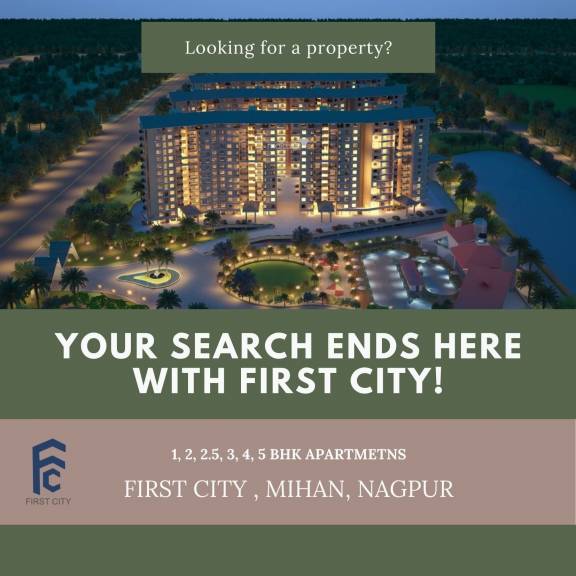 Looking for a property?
YOUR SEARCH ENDS HERE
WITH FIRST CITY!
1, 2, 2.5, 3, 4, 5 BHK APARTMETNS
FIRST CITY , MIHAN, NAGPUR
FIRST CITY